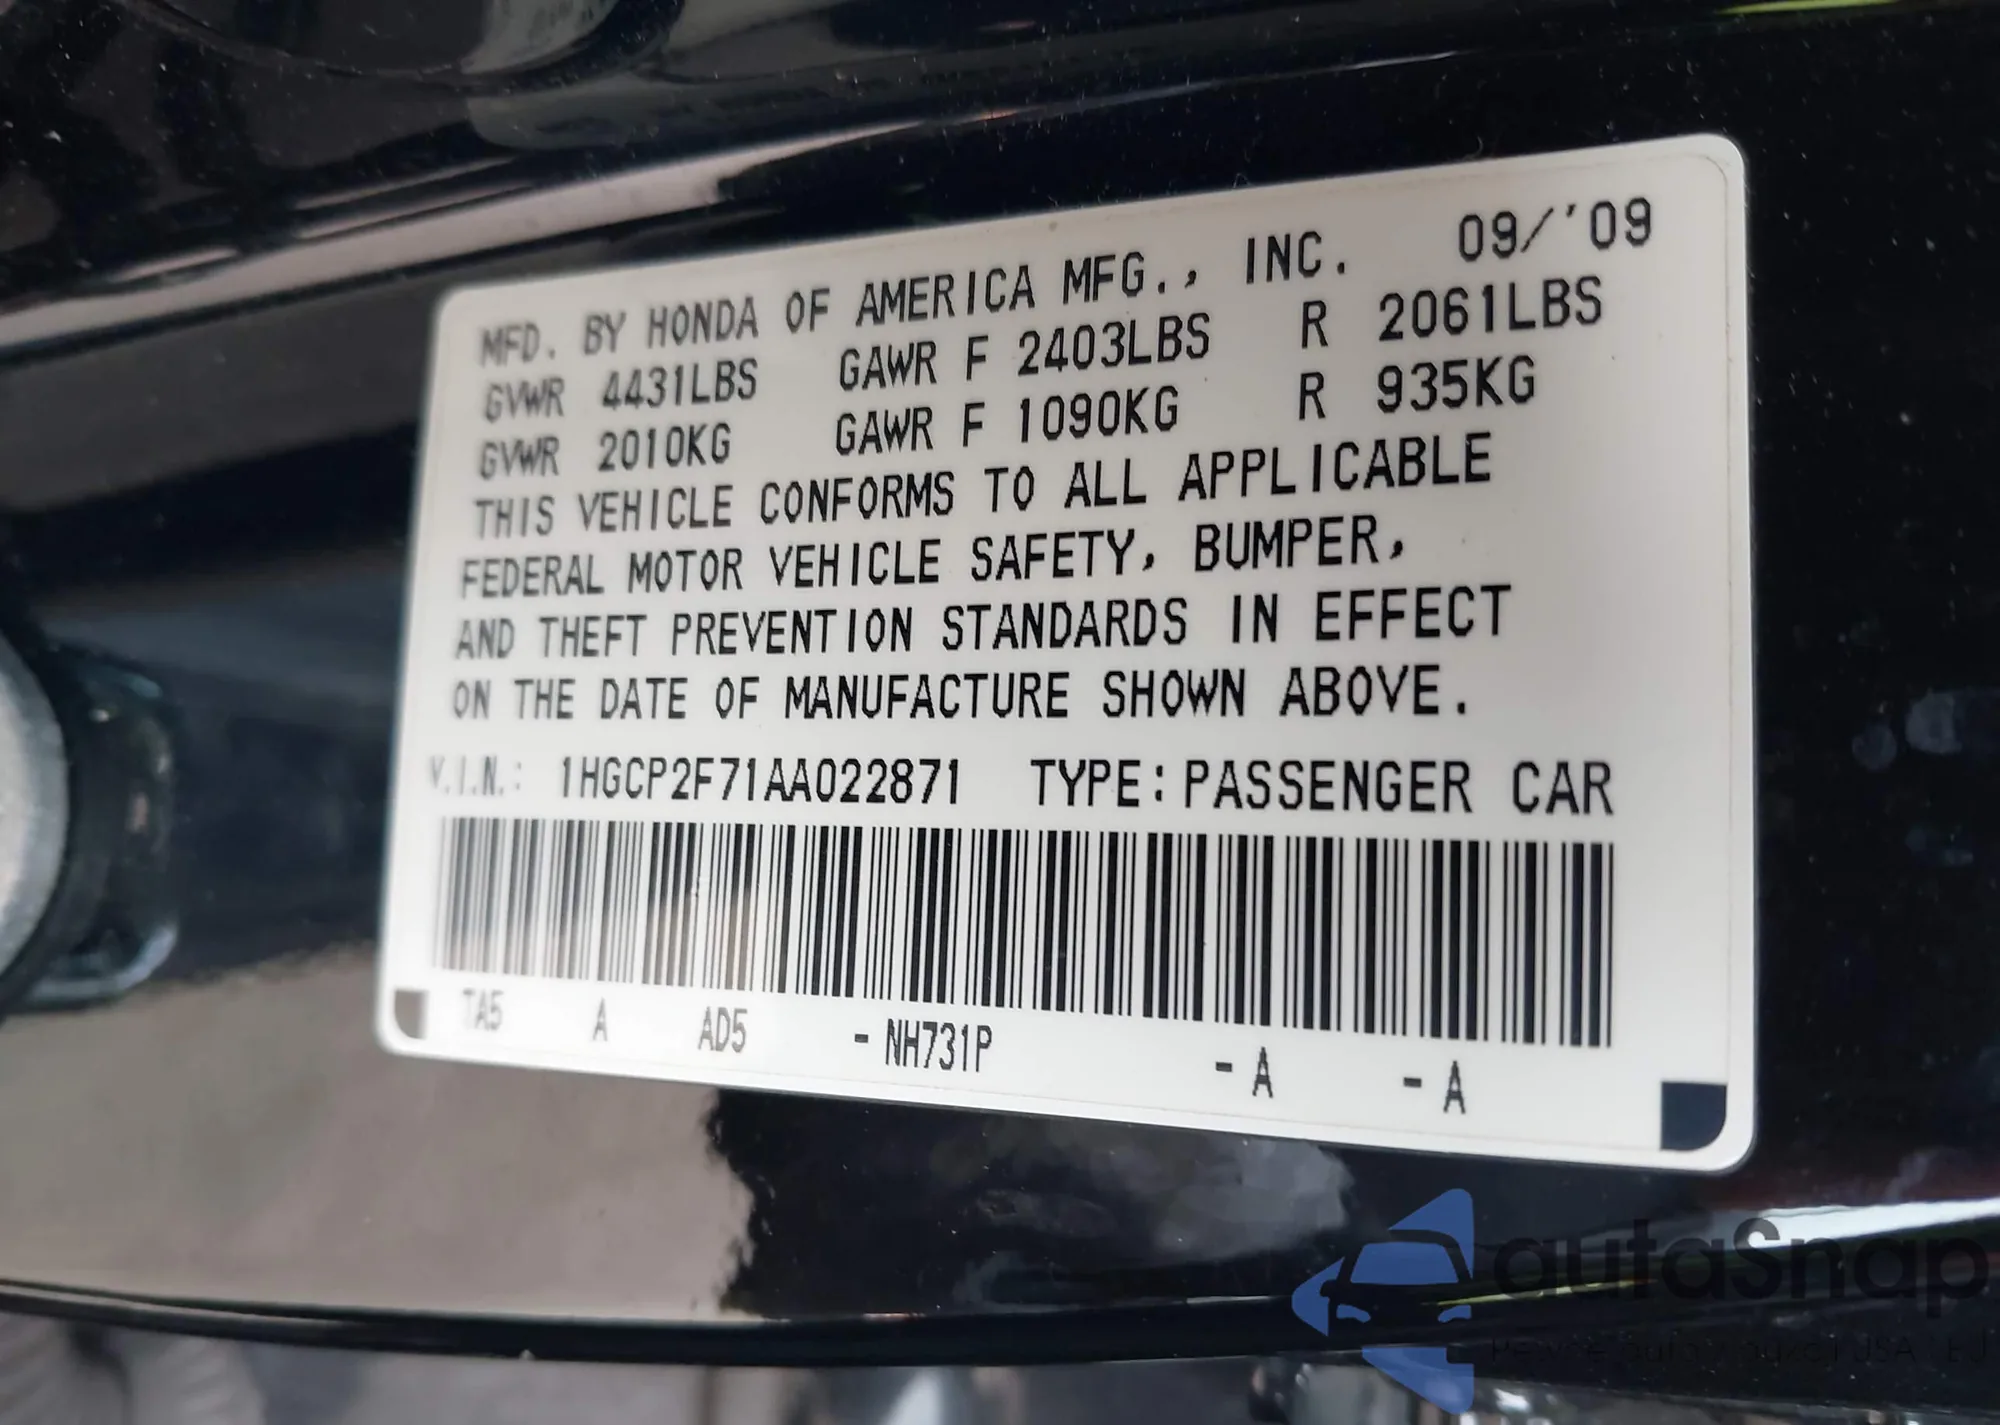 MFD. BY HONDA OF AMERICA MFG., INC. 09/'09
GVWR 4431LBS GAWR F 2403LBS R 2061LBS
GVWR 2010KG GAWR F 1090KG R 935KG
THIS VEHICLE CONFORMS TO ALL APPLICABLE
FEDERAL MOTOR VEHICLE SAFETY, BUMPER,
AND THEFT PREVENTION STANDARDS IN EFFECT
ON THE DATE OF MANUFACTURE SHOWN ABOVE.
V.I.N.: 1HGCP2F71AA022871 TYPE:PASSENGER CAR
TA5 A AD5 -NH731P -A -A
autaSnap
USA